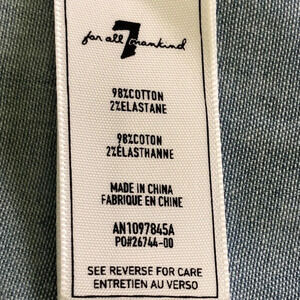 7 for all mankind
98%COTTON
2%ELASTANE
98%COTON
2%ÉLASTHANNE
MADE IN CHINA
FABRIQUE EN CHINE
AN1097845A
PO#26744-00
SEE REVERSE FOR CARE
ENTRETIEN AU VERSO